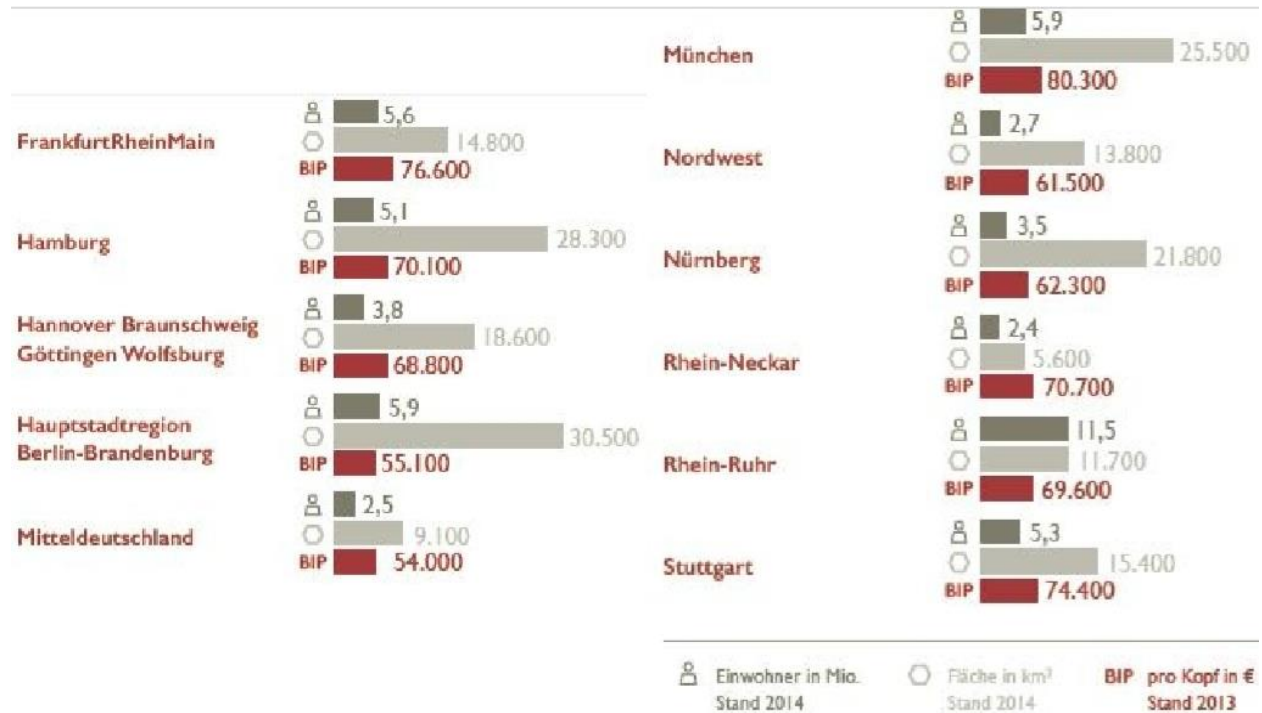 FrankfurtRheinMain
5,6
14.800
BIP 76.600
Hamburg
5,1
28.300
BIP 70.100
Hannover Braunschweig
Göttingen Wolfsburg
3,8
18.600
BIP 68.800
Hauptstadtregion
Berlin-Brandenburg
5,9
30.500
BIP 55.100
Mitteldeutschland
2,5
9.100
BIP 54.000
München
5,9
25.500
BIP 80.300
Nordwest
2,7
13.800
BIP 61.500
Nürnberg
3,5
21.800
BIP 62.300
Rhein-Neckar
2,4
5.600
BIP 70.700
Rhein-Ruhr
11,5
11.700
BIP 69.600
Stuttgart
5,3
15.400
BIP 74.400
Einwohner in Mio.
Stand 2014
Fläche in km²
Stand 2014
BIP pro Kopf in €
Stand 2013